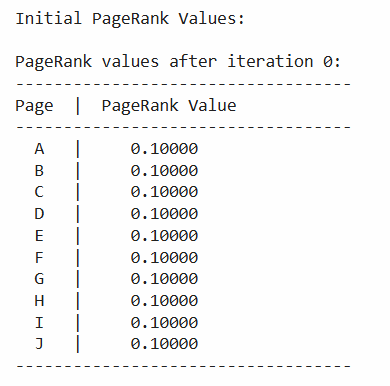 Initial PageRank Values:
PageRank values after iteration 0:
-----------------------------------
Page  |  PageRank Value
-----------------------------------
  A   |     0.10000
  B   |     0.10000
  C   |     0.10000
  D   |     0.10000
  E   |     0.10000
  F   |     0.10000
  G   |     0.10000
  H   |     0.10000
  I   |     0.10000
  J   |     0.10000
-----------------------------------